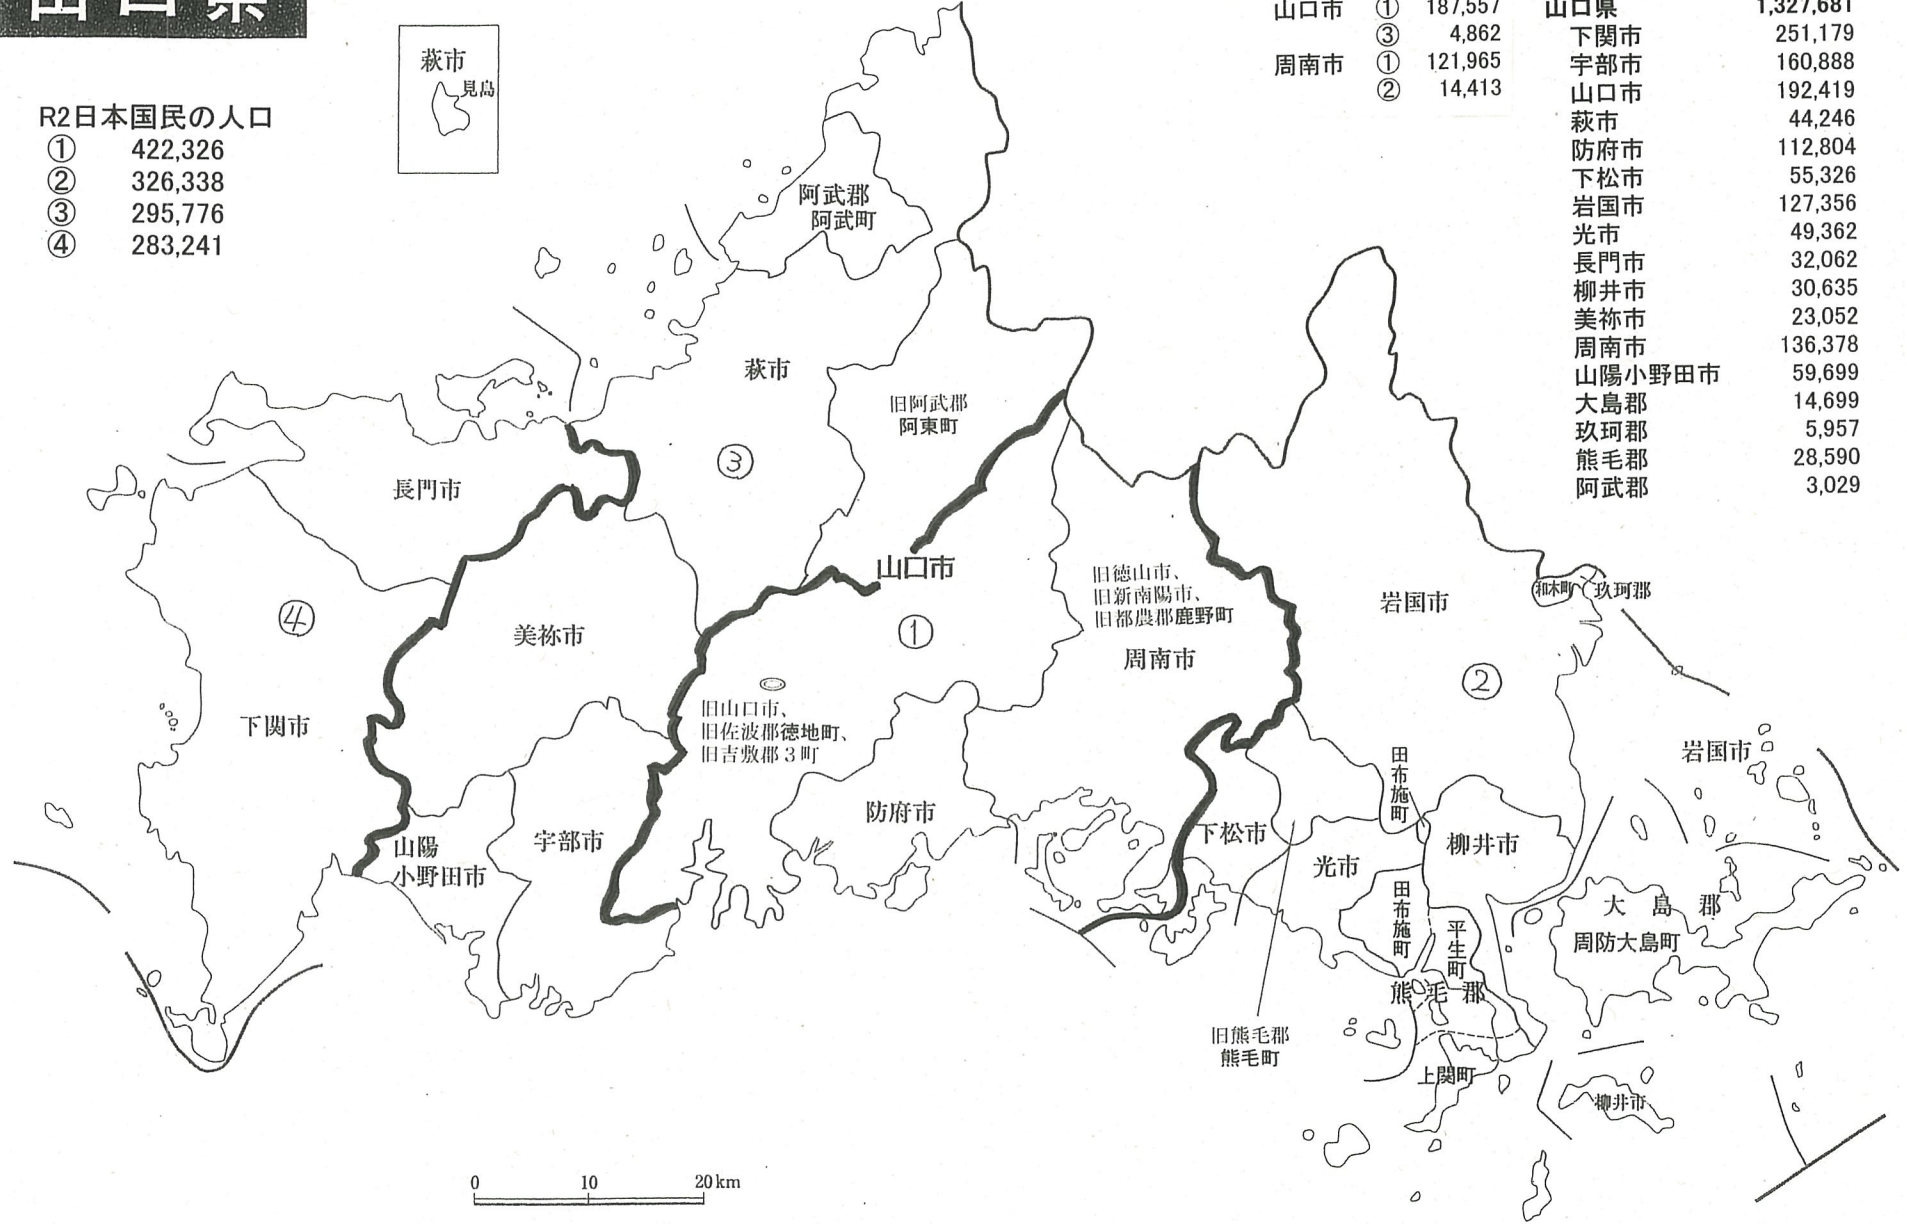 山口県
R2日本国民の人口
① 422,326
② 326,338
③ 295,776
④ 283,241
山口市 ① 187,557
③ 4,862
周南市 ① 121,965
② 14,413
山口県 1,327,681
下関市 251,179
宇部市 160,888
山口市 192,419
萩市 44,246
防府市 112,804
下松市 55,326
岩国市 127,356
光市 49,362
長門市 32,062
柳井市 30,635
美祢市 23,052
周南市 136,378
山陽小野田市 59,699
大島郡 14,699
玖珂郡 5,957
熊毛郡 28,590
阿武郡 3,029
萩市
見島
阿武郡
阿武町
萩市
旧阿武郡
阿東町
③
長門市
山口市
旧徳山市、
旧新南陽市、
旧都農郡鹿野町
周南市
岩国市
和木町
玖珂郡
④
美祢市
①
②
下関市
旧山口市、
旧佐波郡徳地町、
旧吉敷郡3町
田布施町
岩国市
防府市
下松市
柳井市
宇部市
山陽
小野田市
光市
田布施町
平生町
大島郡
周防大島町
熊毛郡
旧熊毛郡
熊毛町
上関町
柳井市
0 10 20km